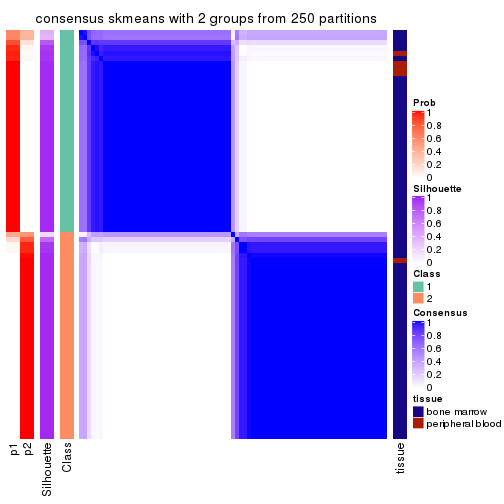 consensus skmeans with 2 groups from 250 partitions
Prob
1
0.8
0.6
0.4
0.2
0
Silhouette
1
0.8
0.6
0.4
0.2
0
Class
1
2
Consensus
1
0.8
0.6
0.4
0.2
0
tissue
bone marrow
peripheral blood
p1
p2
Silhouette
Class
tissue